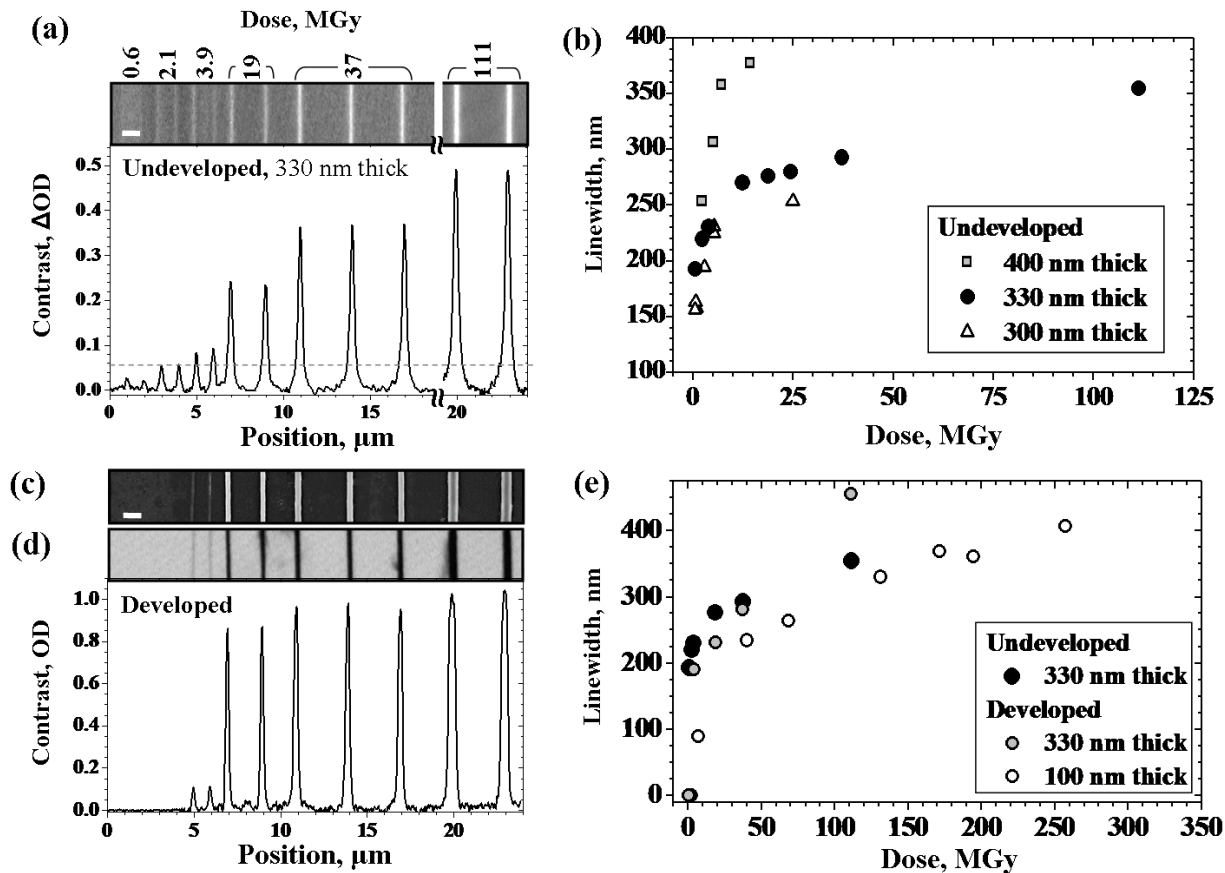 Dose, MGy
(a)
0.6 2.1 3.9 19 37 111
Undeveloped, 330 nm thick
Contrast, ΔOD
0.5
0.4
0.3
0.2
0.1
0.0
0 5 10 15 20
Position, μm
(b)
Linewidth, nm
400
350
300
250
200
150
100
Undeveloped
400 nm thick
330 nm thick
300 nm thick
0 25 50 75 100 125
Dose, MGy
(c)
(d)
Developed
Contrast, OD
1.0
0.8
0.6
0.4
0.2
0.0
0 5 10 15 20
Position, μm
(e)
Linewidth, nm
400
300
200
100
0
Undeveloped
330 nm thick
Developed
330 nm thick
100 nm thick
0 50 100 150 200 250 300 350
Dose, MGy